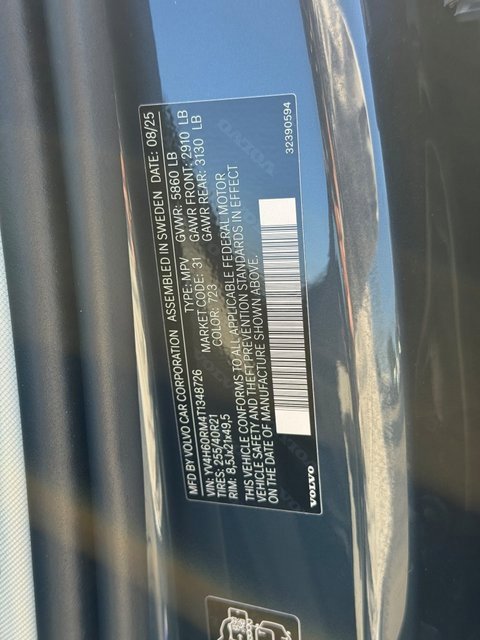 MFD BY VOLVO CAR CORPORATION ASSEMBLED IN SWEDEN DATE: 08/25
VIN: YV4H60RM4T1348726 TYPE: MPV GVWR: 5860 LB
TIRES: 255/40R21 MARKET CODE: 31 GAWR FRONT: 2910 LB
RIM: 8,5Jx21x49,5 COLOR: 723 GAWR REAR: 3130 LB
THIS VEHICLE CONFORMS TO ALL APPLICABLE FEDERAL MOTOR
VEHICLE SAFETY AND THEFT PREVENTION STANDARDS IN EFFECT
ON THE DATE OF MANUFACTURE SHOWN ABOVE.
VOLVO
32390594